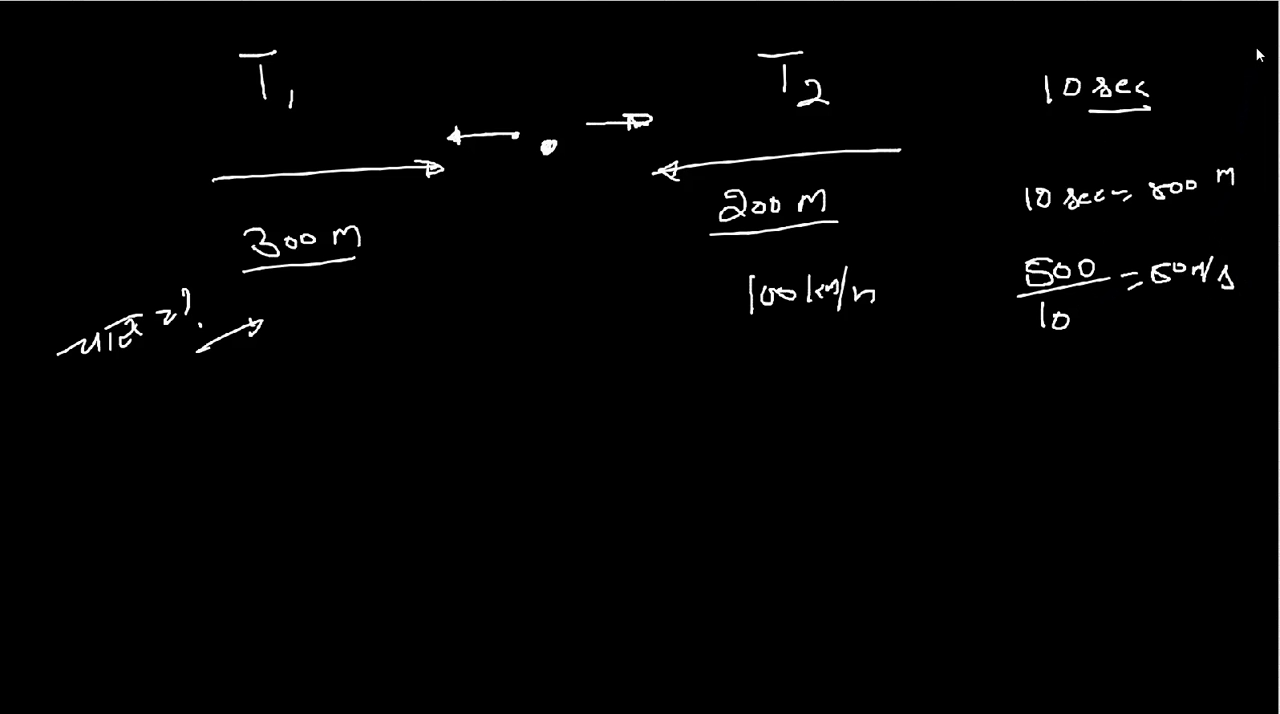 T1
T2
10 sec
300 M
200 M
100 km/h
10 sec = 500 M
500
10
= 50 M/s
= ?